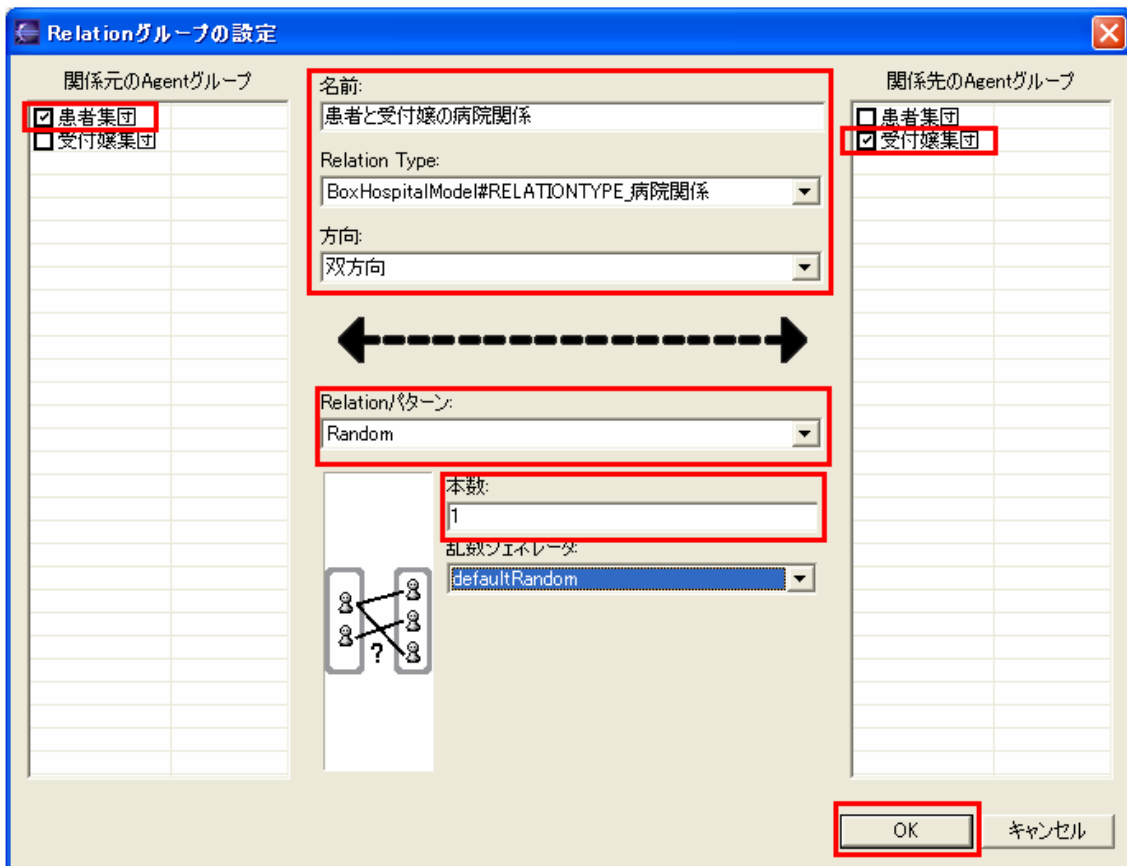 Relationグループの設定
関係元のAgentグループ
患者集団
受付嬢集団
名前:
患者と受付嬢の病院関係
Relation Type:
BoxHospitalModel#RELATIONTYPE_病院関係
方向:
双方向
Relationパターン:
Random
本数:
1
乱数ジェネレータ:
defaultRandom
?
関係先のAgentグループ
患者集団
受付嬢集団
OK
キャンセル